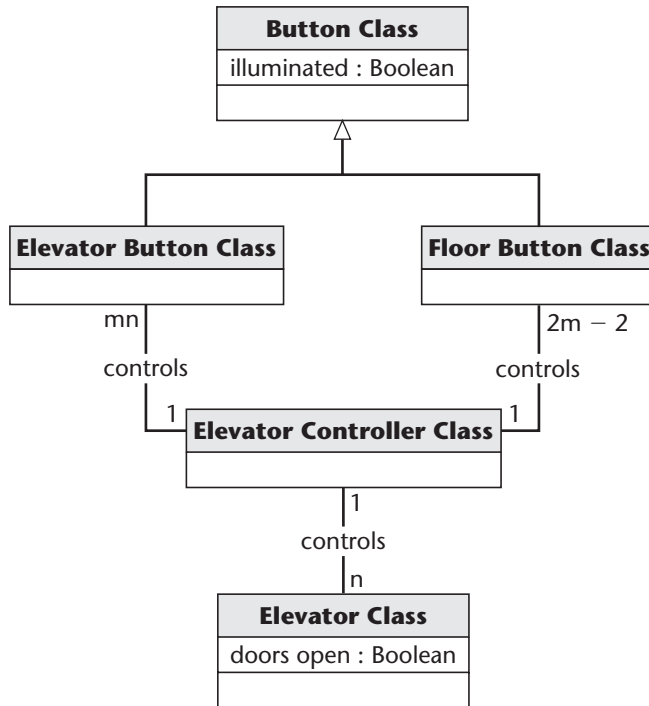 Button Class
illuminated : Boolean
Elevator Button Class
Floor Button Class
mn
2m − 2
controls
controls
1
1
Elevator Controller Class
1
controls
n
Elevator Class
doors open : Boolean